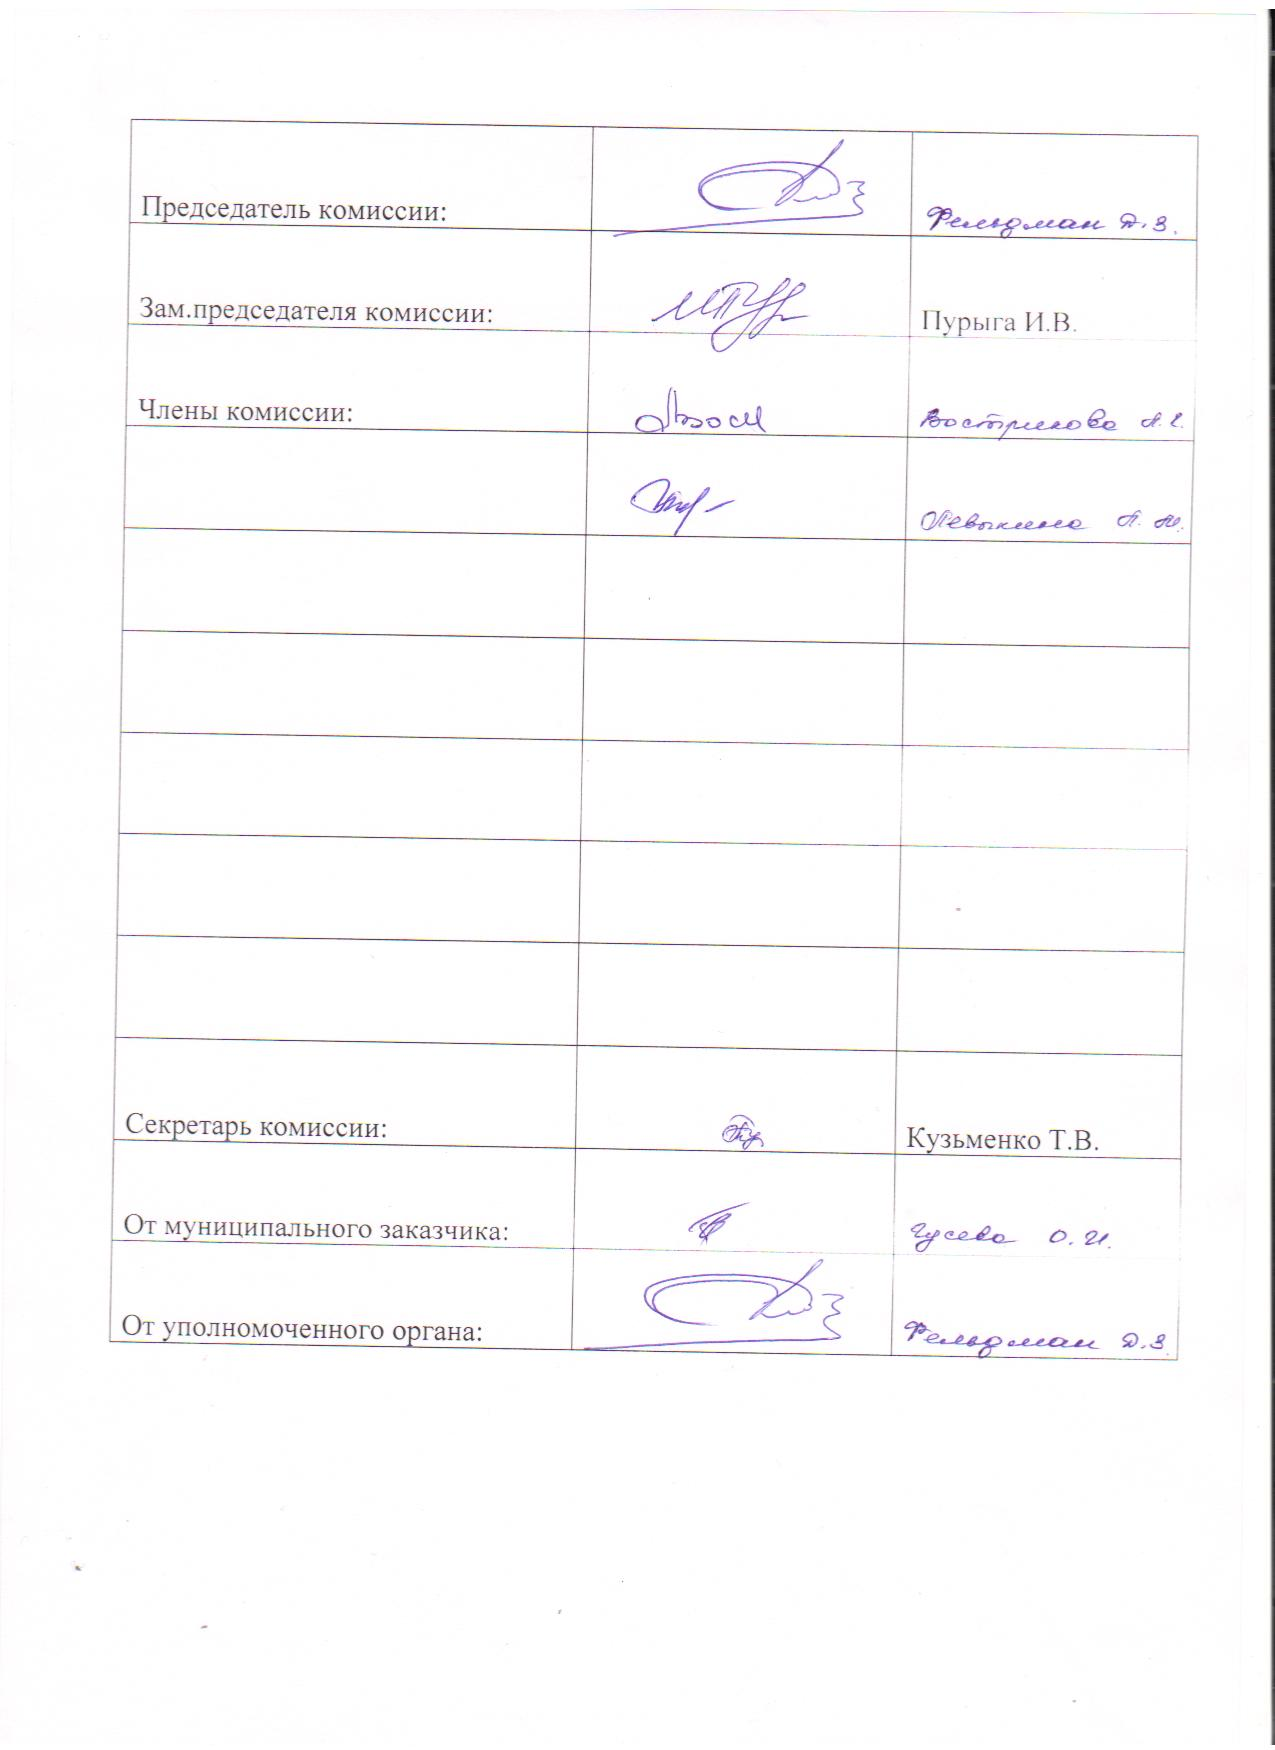 Председатель комиссии: Фельдман Д.З.
Зам.председателя комиссии: Пурыга И.В.
Члены комиссии: Вострикова
Левыкина
Секретарь комиссии: Кузьменко Т.В.
От муниципального заказчика: Гусева О.И.
От уполномоченного органа: Фельдман Д.З.